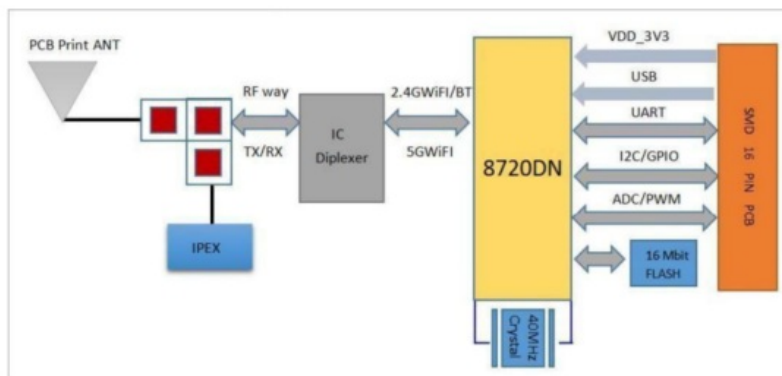 PCB Print ANT
RF way
TX/RX
IPEX
IC
Diplexer
2.4GWiFI/BT
5GWiFI
8720DN
40MHz
Crystal
VDD_3V3
USB
UART
I2C/GPIO
ADC/PWM
16 Mbit
FLASH
SMD 16 PIN PCB